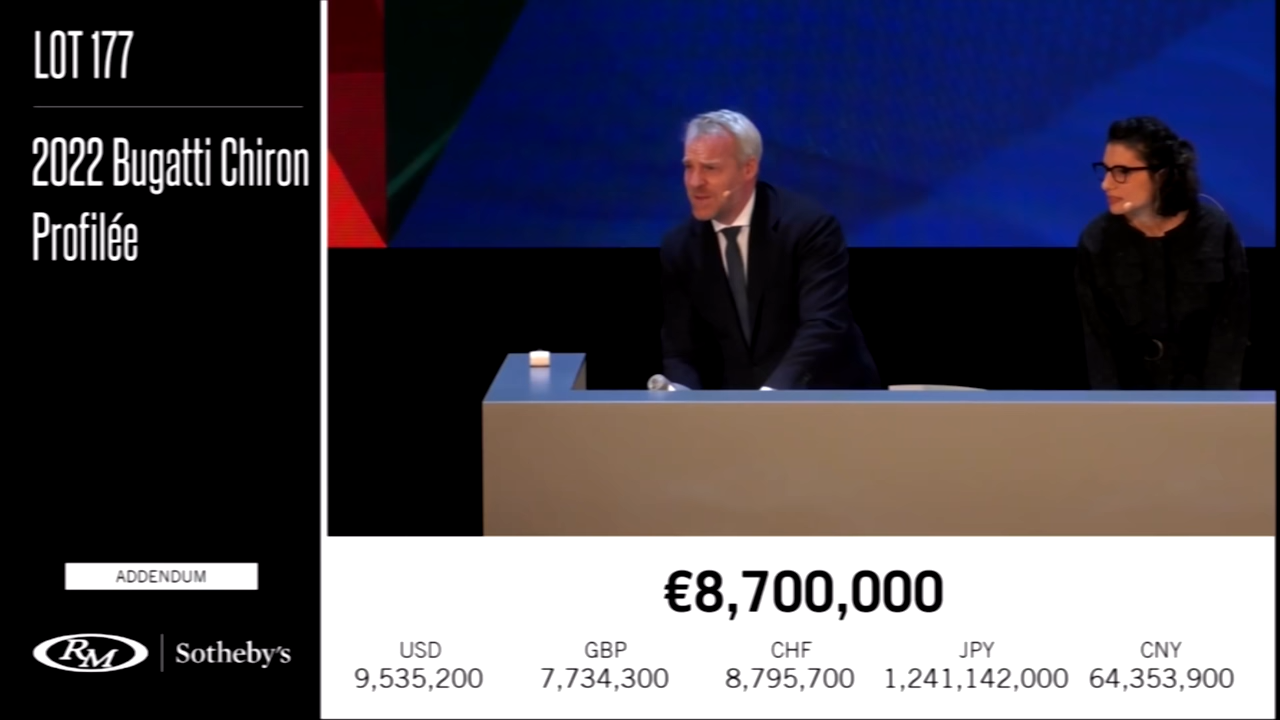 LOT 177
2022 Bugatti Chiron
Profilée
ADDENDUM
RM Sotheby's
€8,700,000
USD GBP CHF JPY CNY
9,535,200 7,734,300 8,795,700 1,241,142,000 64,353,900